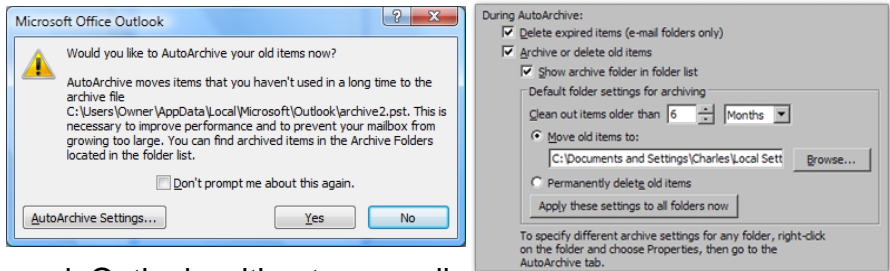 Microsoft Office Outlook
Would you like to AutoArchive your old items now?
AutoArchive moves items that you haven't used in a long time to the
archive file
C:\Users\Owner\AppData\Local\Microsoft\Outlook\archive2.pst. This is
necessary to improve performance and to prevent your mailbox from
growing too large. You can find archived items in the Archive Folders
located in the folder list.
Don't prompt me about this again.
AutoArchive Settings... Yes No
During AutoArchive:
Delete expired items (e-mail folders only)
Archive or delete old items
Show archive folder in folder list
Default folder settings for archiving
Clean out items older than 6 Months
Move old items to:
C:\Documents and Settings\Charles\Local Sett Browse...
Permanently delete old items
Apply these settings to all folders now
To specify different archive settings for any folder, right-click
on the folder and choose Properties, then go to the
AutoArchive tab.